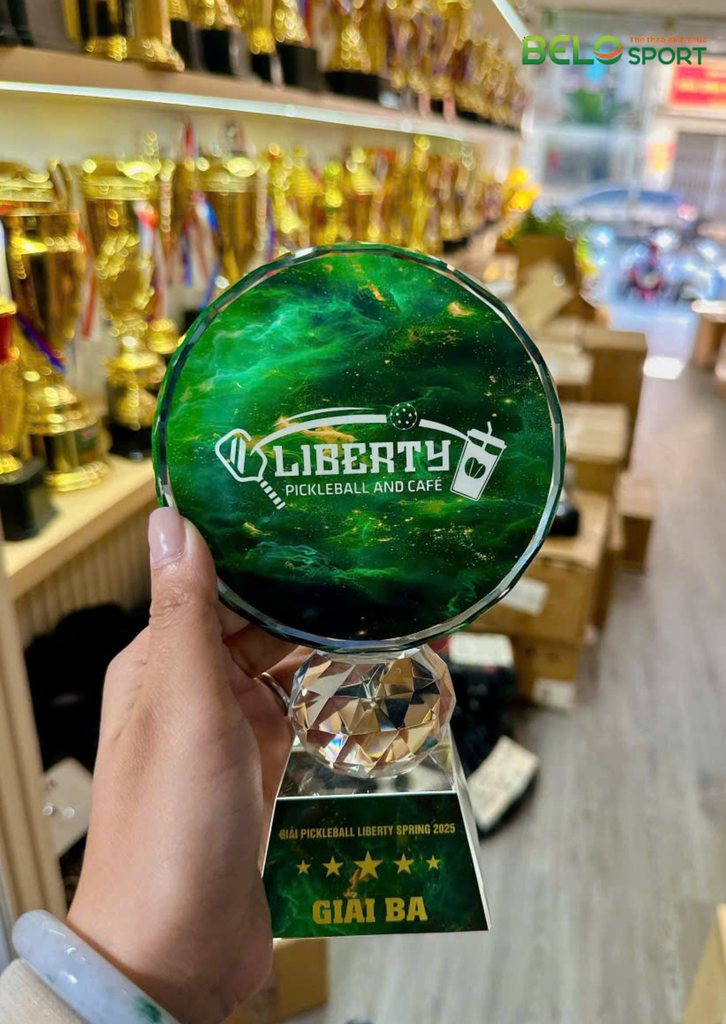 BELO SPORT
LIBERTY
PICKLEBALL AND CAFÉ
GIẢI PICKLEBALL LIBERTY SPRING 2025
GIẢI BA